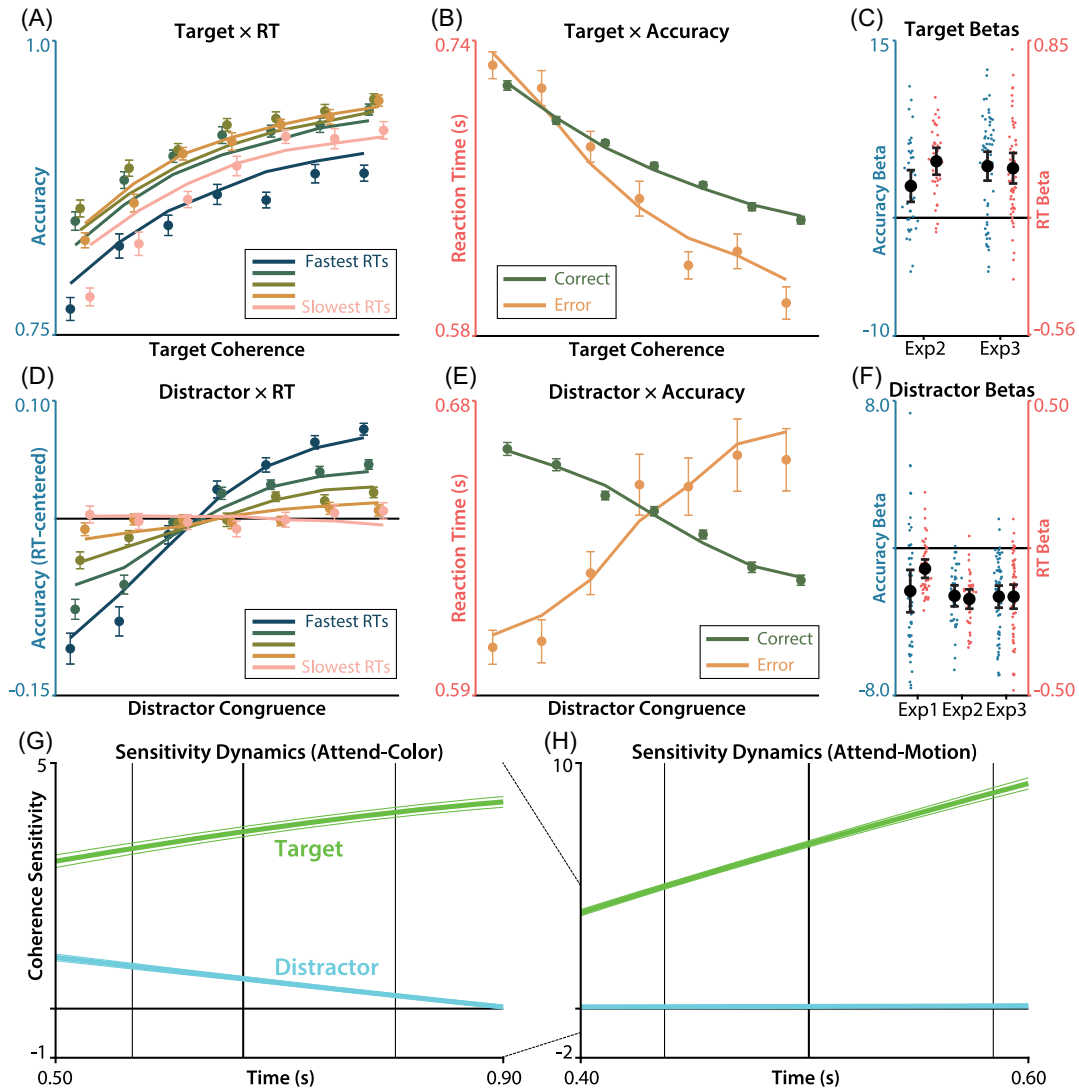 (A)
Target × RT
1.0
Accuracy
0.75
Fastest RTs
Slowest RTs
Target Coherence
(B)
Target × Accuracy
0.74
Reaction Time (s)
0.58
Correct
Error
Target Coherence
(C)
Target Betas
15
0.85
Accuracy Beta
RT Beta
-10
-0.56
Exp2
Exp3
(D)
Distractor × RT
0.10
Accuracy (RT-centered)
-0.15
Fastest RTs
Slowest RTs
Distractor Congruence
(E)
Distractor × Accuracy
0.68
Reaction Time (s)
0.59
Correct
Error
Distractor Congruence
(F)
Distractor Betas
8.0
0.50
Accuracy Beta
RT Beta
-8.0
-0.50
Exp1 Exp2 Exp3
(G)
Sensitivity Dynamics (Attend-Color)
5
Coherence Sensitivity
Target
Distractor
-1
0.50
Time (s)
0.90
(H)
Sensitivity Dynamics (Attend-Motion)
10
-2
0.40
Time (s)
0.60